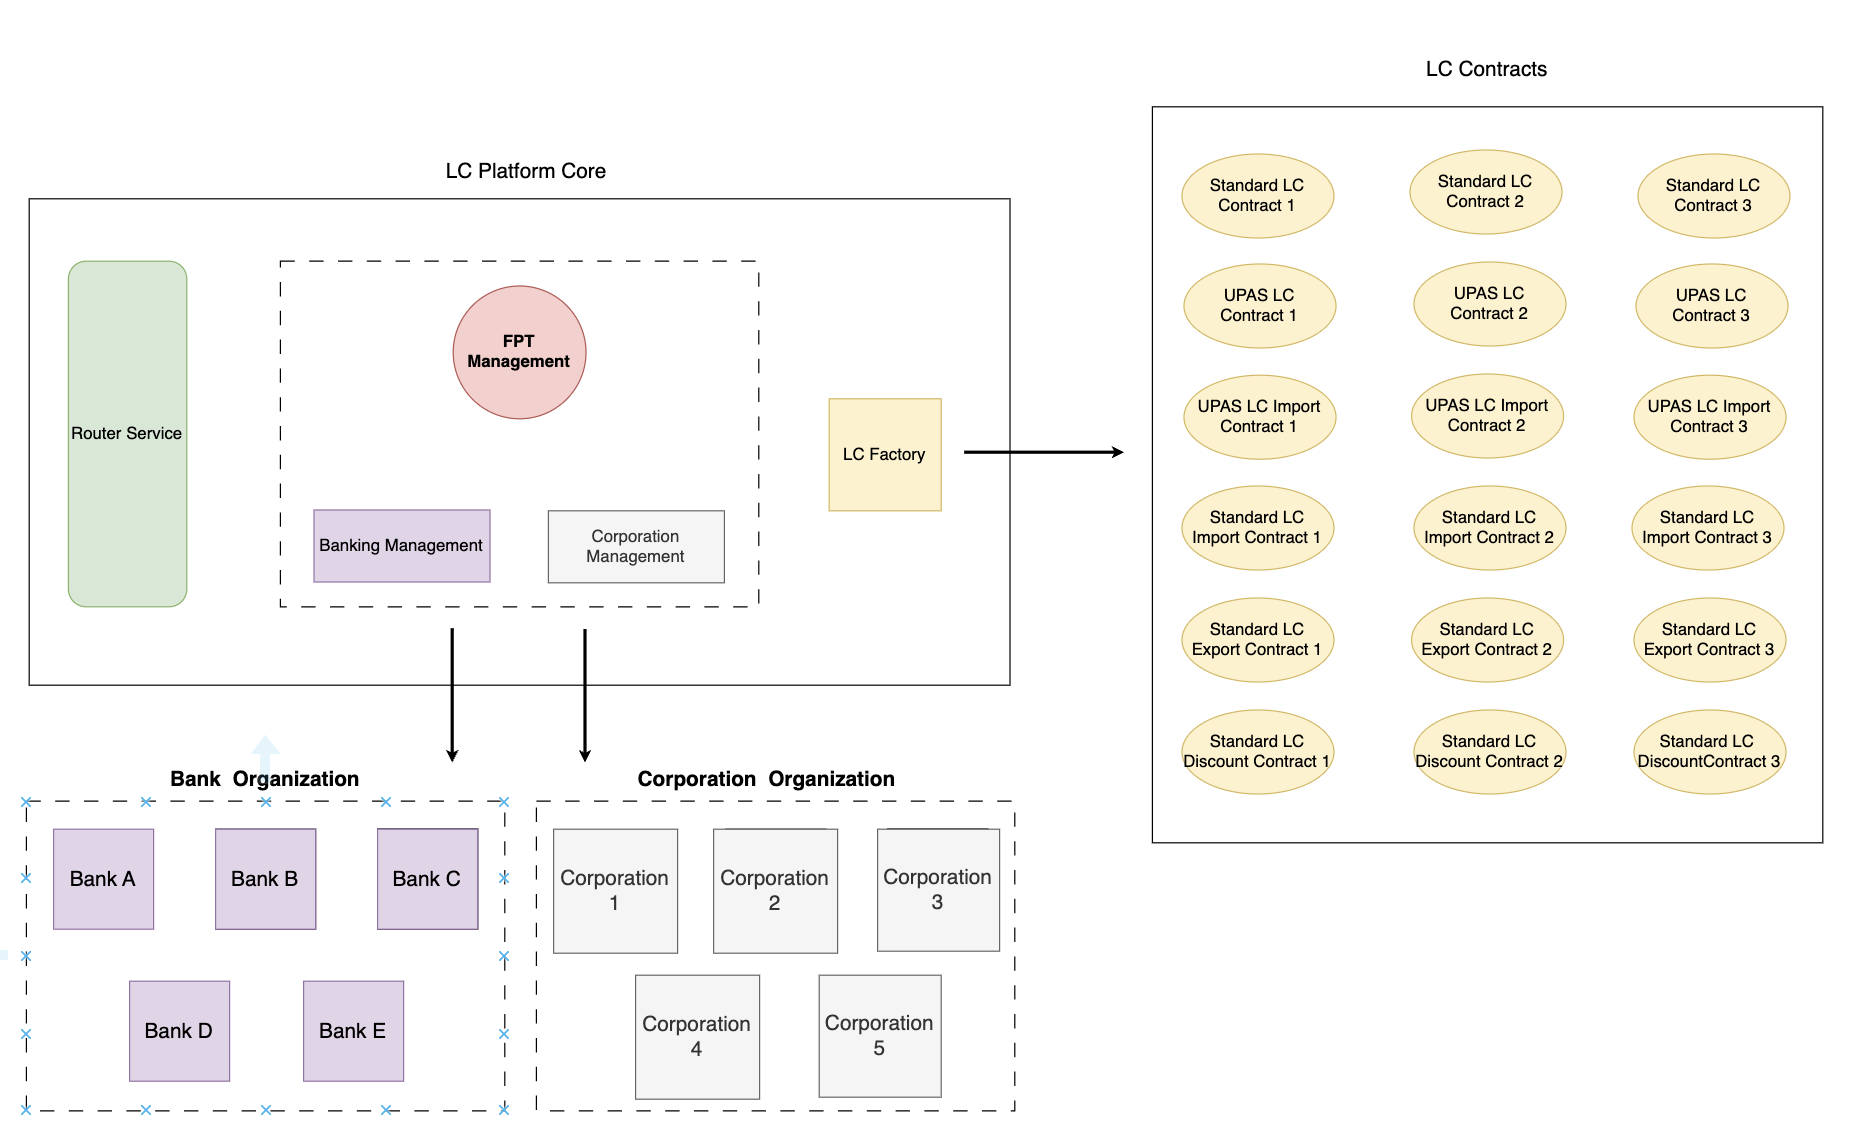 LC Contracts
LC Platform Core
Router Service
FPT
Management
Banking Management
Corporation
Management
LC Factory
Standard LC
Contract 1
Standard LC
Contract 2
Standard LC
Contract 3
UPAS LC
Contract 1
UPAS LC
Contract 2
UPAS LC
Contract 3
UPAS LC Import
Contract 1
UPAS LC Import
Contract 2
UPAS LC Import
Contract 3
Standard LC
Import Contract 1
Standard LC
Import Contract 2
Standard LC
Import Contract 3
Standard LC
Export Contract 1
Standard LC
Export Contract 2
Standard LC
Export Contract 3
Standard LC
Discount Contract 1
Standard LC
Discount Contract 2
Standard LC
DiscountContract 3
Bank Organization
Bank A
Bank B
Bank C
Bank D
Bank E
Corporation Organization
Corporation
1
Corporation
2
Corporation
3
Corporation
4
Corporation
5